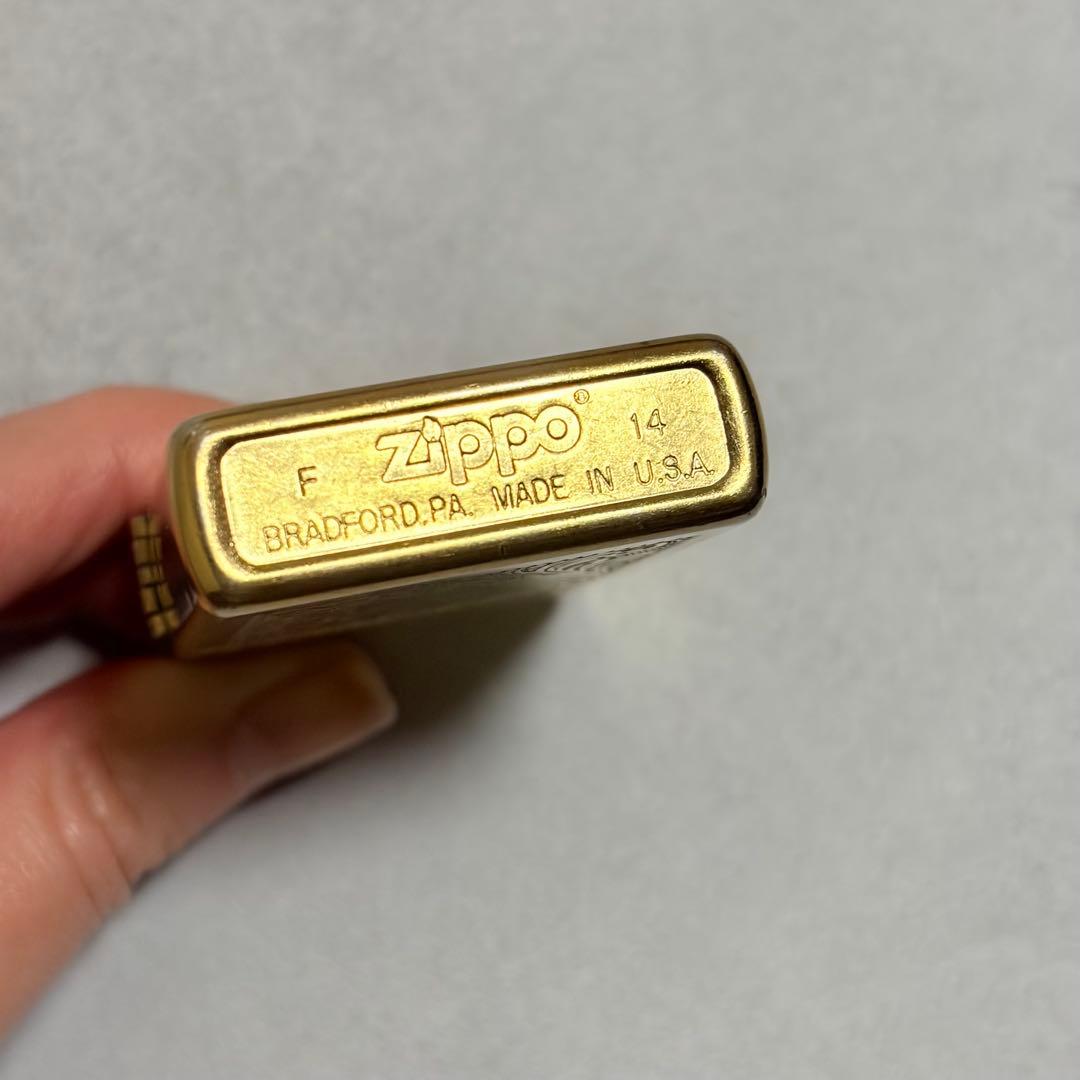 F zippo® 14
BRADFORD,PA. MADE IN U.S.A.